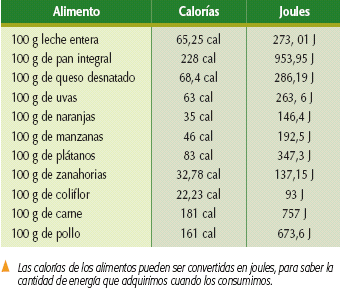 Alimento Calorías Joules
100 g leche entera 65,25 cal 273, 01 J
100 g de pan integral 228 cal 953,95 J
100 g de queso desnatado 68,4 cal 286,19 J
100 g de uvas 63 cal 263, 6 J
100 g de naranjas 35 cal 146,4 J
100 g de manzanas 46 cal 192,5 J
100 g de plátanos 83 cal 347,3 J
100 g de zanahorias 32,78 cal 137,15 J
100 g de coliflor 22,23 cal 93 J
100 g de carne 181 cal 757 J
100 g de pollo 161 cal 673,6 J
Las calorías de los alimentos pueden ser convertidas en joules, para saber la
cantidad de energía que adquirimos cuando los consumimos.